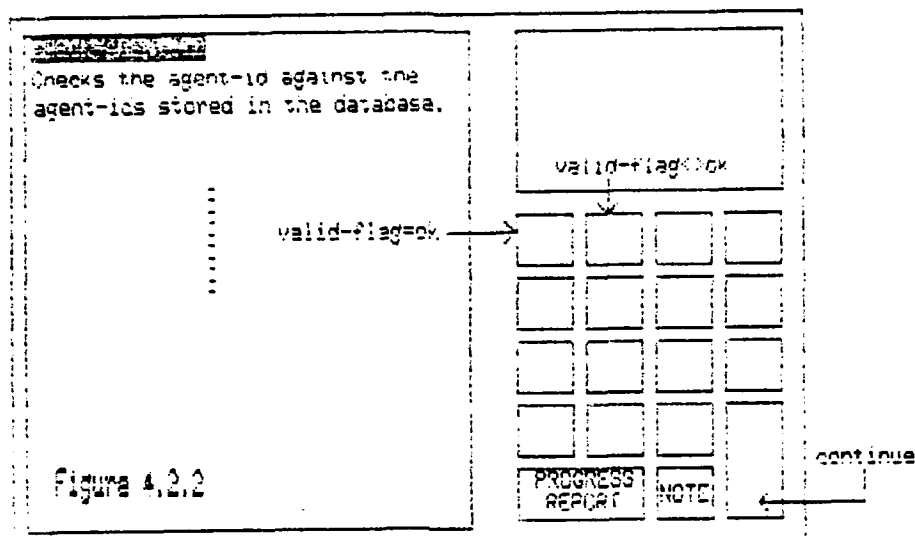 Checks the agent-id against the
agent-ids stored in the database.
valid-flag<>ok
valid-flag=ok
continue
PROGRESS
REPORT
NOTE
Figure 4.2.2